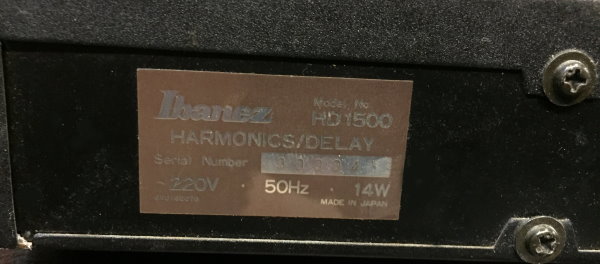 Ibanez
Model No.
HD1500
HARMONICS/DELAY
Serial Number
~220V · 50Hz · 14W
MADE IN JAPAN